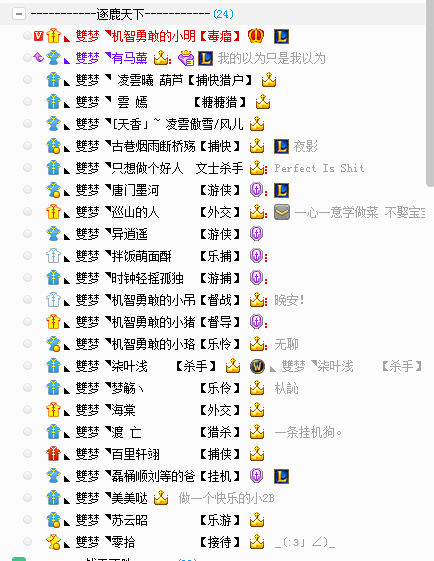 -----------逐鹿天下-----------(24)
雙梦◥机智勇敢的小明【毒瘤】
雙梦◥有马薰 我的以为只是我以为
雙梦◥ 凌雲曦 葫芦【捕快猎户】
雙梦◥ 雲 嫣 【糖糖猎】
雙梦◥[天香」~ 凌雲傲雪/风儿
雙梦◥古巷烟雨断桥殇【捕快】 夜影
雙梦◥只想做个好人 文士杀手 Perfect Is Shit
雙梦◥唐门墨河 【游侠】
雙梦◥巡山的人 【外交】 一心一意学做菜 不娶宝宝
雙梦◥异逍遥 【游侠】
雙梦◥拌饭萌面酥 【乐捕】
雙梦◥时钟轻摇孤独 【游捕】
雙梦◥机智勇敢的小吊【督战】 晚安!
雙梦◥机智勇敢的小猪【督导】
雙梦◥机智勇敢的小珞【乐伶】 无聊
雙梦◥柒叶浅 【杀手】 雙梦◥柒叶浅 【杀手】
雙梦◥梦觞丶 【乐伶】
雙梦◥海棠 【外交】
雙梦◥渡 亡 【猎杀】 一条挂机狗。
雙梦◥百里轩翊 【捕侠】
雙梦◥磊桶顺刘等的爸【挂机】
雙梦◥美美哒 做一个快乐的小2B
雙梦◥苏云昭 【乐游】
雙梦◥零拾 【接待】 _(:3」∠)_